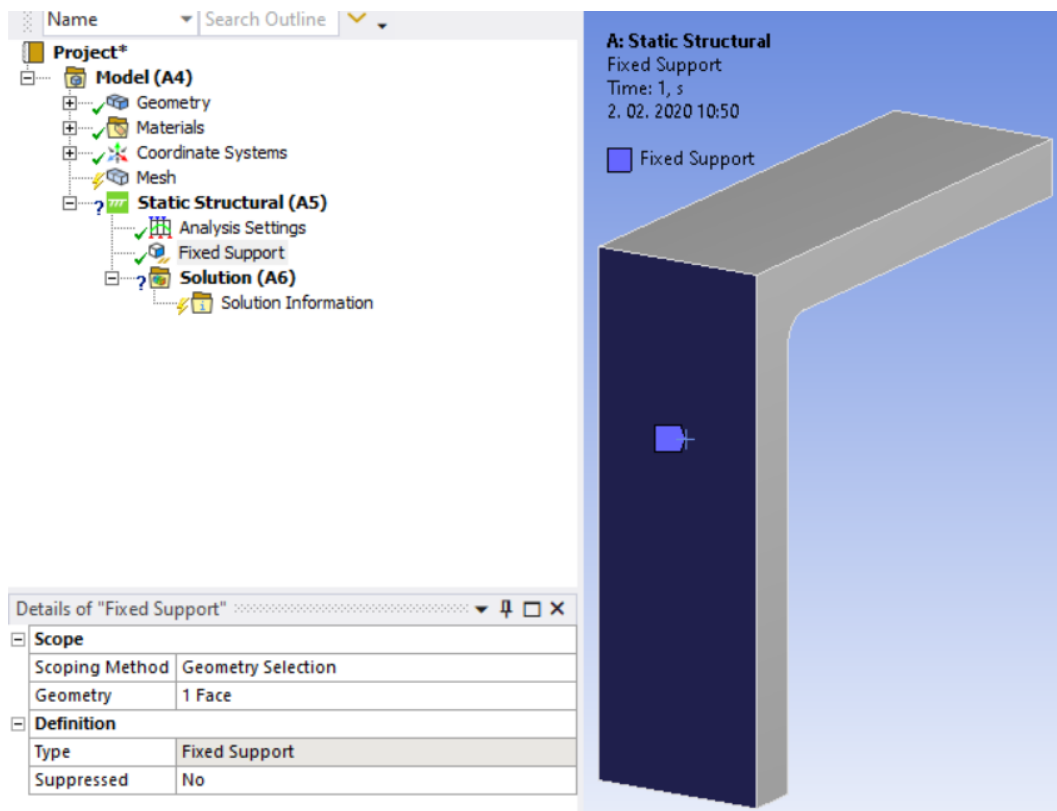 Name Search Outline
Project*
Model (A4)
Geometry
Materials
Coordinate Systems
Mesh
Static Structural (A5)
Analysis Settings
Fixed Support
Solution (A6)
Solution Information
Details of "Fixed Support"
Scope
Scoping Method Geometry Selection
Geometry 1 Face
Definition
Type Fixed Support
Suppressed No
A: Static Structural
Fixed Support
Time: 1, s
2. 02. 2020 10:50
Fixed Support